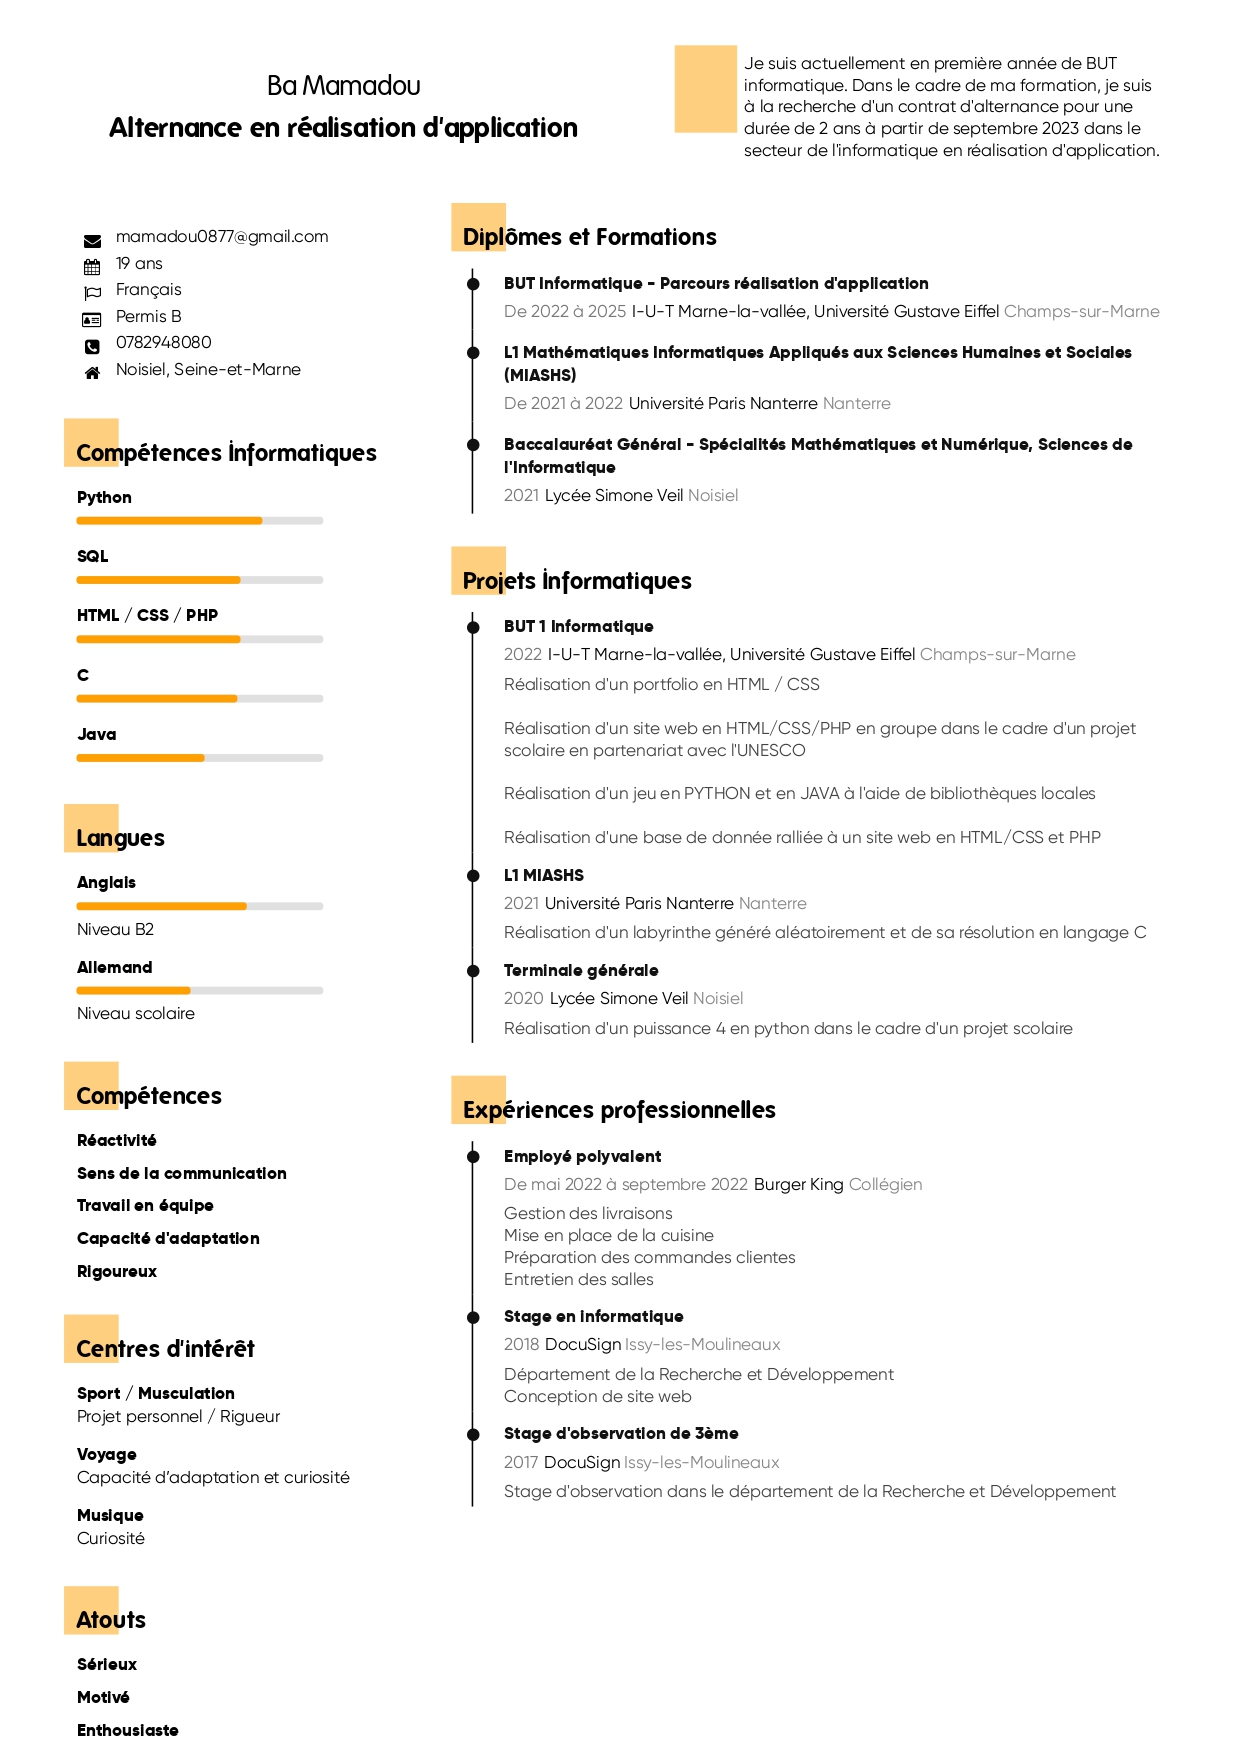 Ba Mamadou
Alternance en réalisation d'application
Je suis actuellement en première année de BUT
informatique. Dans le cadre de ma formation, je suis
à la recherche d'un contrat d'alternance pour une
durée de 2 ans à partir de septembre 2023 dans le
secteur de l'informatique en réalisation d'application.
mamadou0877@gmail.com
19 ans
Français
Permis B
0782948080
Noisiel, Seine-et-Marne
Compétences Informatiques
Python
SQL
HTML / CSS / PHP
C
Java
Langues
Anglais
Niveau B2
Allemand
Niveau scolaire
Compétences
Réactivité
Sens de la communication
Travail en équipe
Capacité d'adaptation
Rigoureux
Centres d'intérêt
Sport / Musculation
Projet personnel / Rigueur
Voyage
Capacité d’adaptation et curiosité
Musique
Curiosité
Atouts
Sérieux
Motivé
Enthousiaste
Diplômes et Formations
BUT Informatique - Parcours réalisation d'application
De 2022 à 2025 I-U-T Marne-la-vallée, Université Gustave Eiffel Champs-sur-Marne
L1 Mathématiques Informatiques Appliqués aux Sciences Humaines et Sociales
(MIASHS)
De 2021 à 2022 Université Paris Nanterre Nanterre
Baccalauréat Général - Spécialités Mathématiques et Numérique, Sciences de
l'Informatique
2021 Lycée Simone Veil Noisiel
Projets Informatiques
BUT 1 Informatique
2022 I-U-T Marne-la-vallée, Université Gustave Eiffel Champs-sur-Marne
Réalisation d'un portfolio en HTML / CSS
Réalisation d'un site web en HTML/CSS/PHP en groupe dans le cadre d'un projet
scolaire en partenariat avec l'UNESCO
Réalisation d'un jeu en PYTHON et en JAVA à l'aide de bibliothèques locales
Réalisation d'une base de donnée ralliée à un site web en HTML/CSS et PHP
L1 MIASHS
2021 Université Paris Nanterre Nanterre
Réalisation d'un labyrinthe généré aléatoirement et de sa résolution en langage C
Terminale générale
2020 Lycée Simone Veil Noisiel
Réalisation d'un puissance 4 en python dans le cadre d'un projet scolaire
Expériences professionnelles
Employé polyvalent
De mai 2022 à septembre 2022 Burger King Collégien
Gestion des livraisons
Mise en place de la cuisine
Préparation des commandes clientes
Entretien des salles
Stage en informatique
2018 DocuSign Issy-les-Moulineaux
Département de la Recherche et Développement
Conception de site web
Stage d'observation de 3ème
2017 DocuSign Issy-les-Moulineaux
Stage d'observation dans le département de la Recherche et Développement